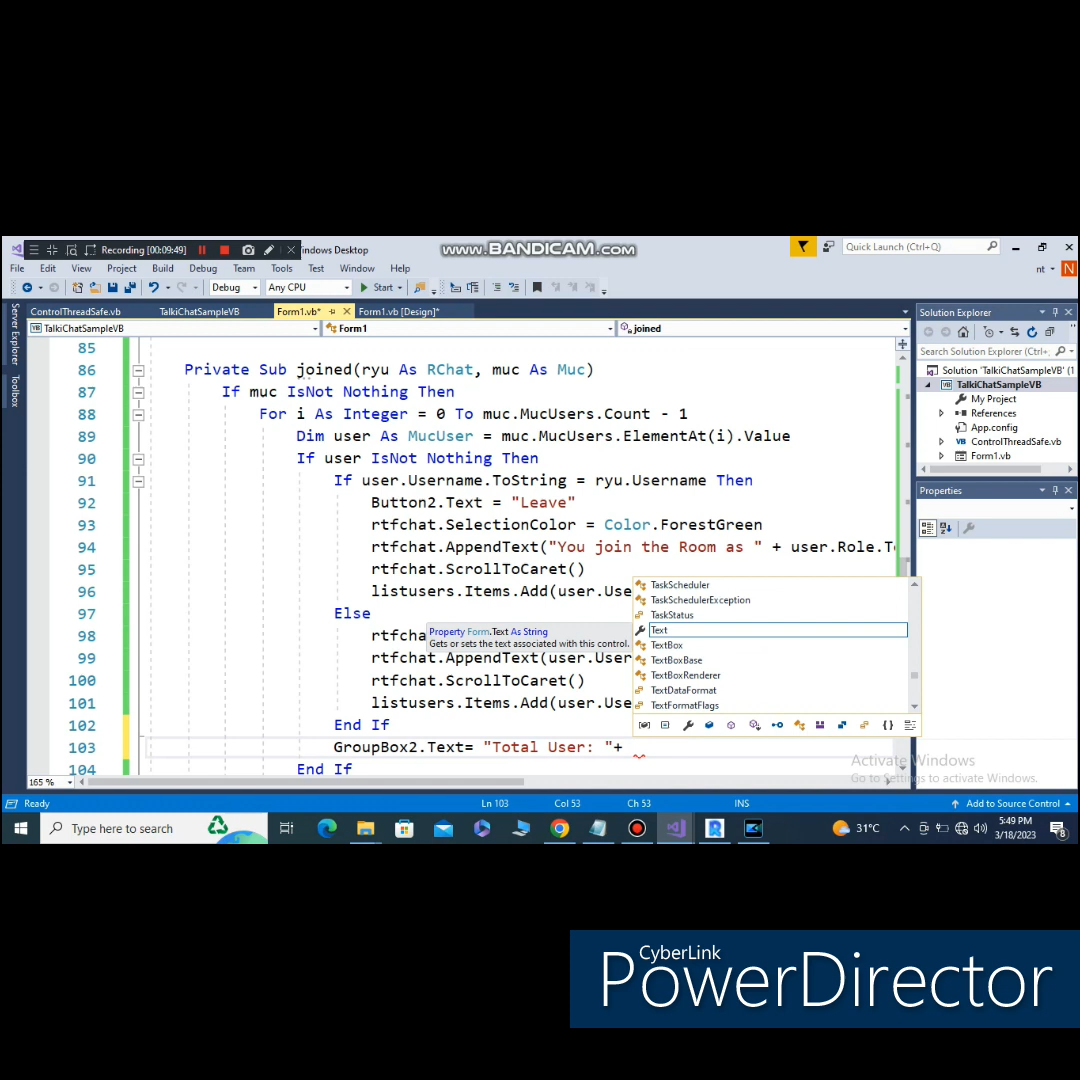 Recording [00:09:49]
indows Desktop
www.BANDICAM.com
Quick Launch (Ctrl+Q)
File Edit View Project Build Debug Team Tools Test Window Help
nt
N
Debug Any CPU Start
Server Explorer
Toolbox
ControlThreadSafe.vb TalkiChatSampleVB Form1.vb* Form1.vb [Design]*
TalkiChatSampleVB Form1 joined
85
86 Private Sub joined(ryu As RChat, muc As Muc)
87 If muc IsNot Nothing Then
88 For i As Integer = 0 To muc.MucUsers.Count - 1
89 Dim user As MucUser = muc.MucUsers.ElementAt(i).Value
90 If user IsNot Nothing Then
91 If user.Username.ToString = ryu.Username Then
92 Button2.Text = "Leave"
93 rtfchat.SelectionColor = Color.ForestGreen
94 rtfchat.AppendText("You join the Room as " + user.Role.T
95 rtfchat.ScrollToCaret()
96 listusers.Items.Add(user.Use
97 Else
98 rtfcha
99 rtfchat.AppendText(user.User
100 rtfchat.ScrollToCaret()
101 listusers.Items.Add(user.Use
102 End If
103 GroupBox2.Text= "Total User: "+
104 End If
Property Form.Text As String
Gets or sets the text associated with this control.
TaskScheduler
TaskSchedulerException
TaskStatus
Text
TextBox
TextBoxBase
TextBoxRenderer
TextDataFormat
TextFormatFlags
Solution Explorer
Search Solution Explorer (Ctrl+;
Solution 'TalkiChatSampleVB' (1
TalkiChatSampleVB
My Project
References
App.config
ControlThreadSafe.vb
Form1.vb
Properties
Activate Windows
Go to Settings to activate Windows.
165 %
Ready Ln 103 Col 53 Ch 53 INS Add to Source Control
Type here to search
31°C
5:49 PM
3/18/2023
8
CyberLink
PowerDirector